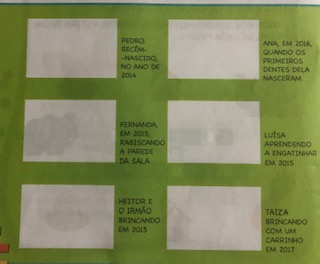 PEDRO,
RECÉM-
-NASCIDO,
NO ANO DE
2014
ANA, EM 2016,
QUANDO OS
PRIMEIROS
DENTES DELA
NASCERAM
FERNANDA,
EM 2015,
RABISCANDO
A PAREDE
DA SALA
LUÍSA
APRENDENDO
A ENGATINHAR
EM 2015
HEITOR E
O IRMÃO
BRINCANDO
EM 2015
TAIZA
BRINCANDO
COM UM
CARRINHO
EM 2017